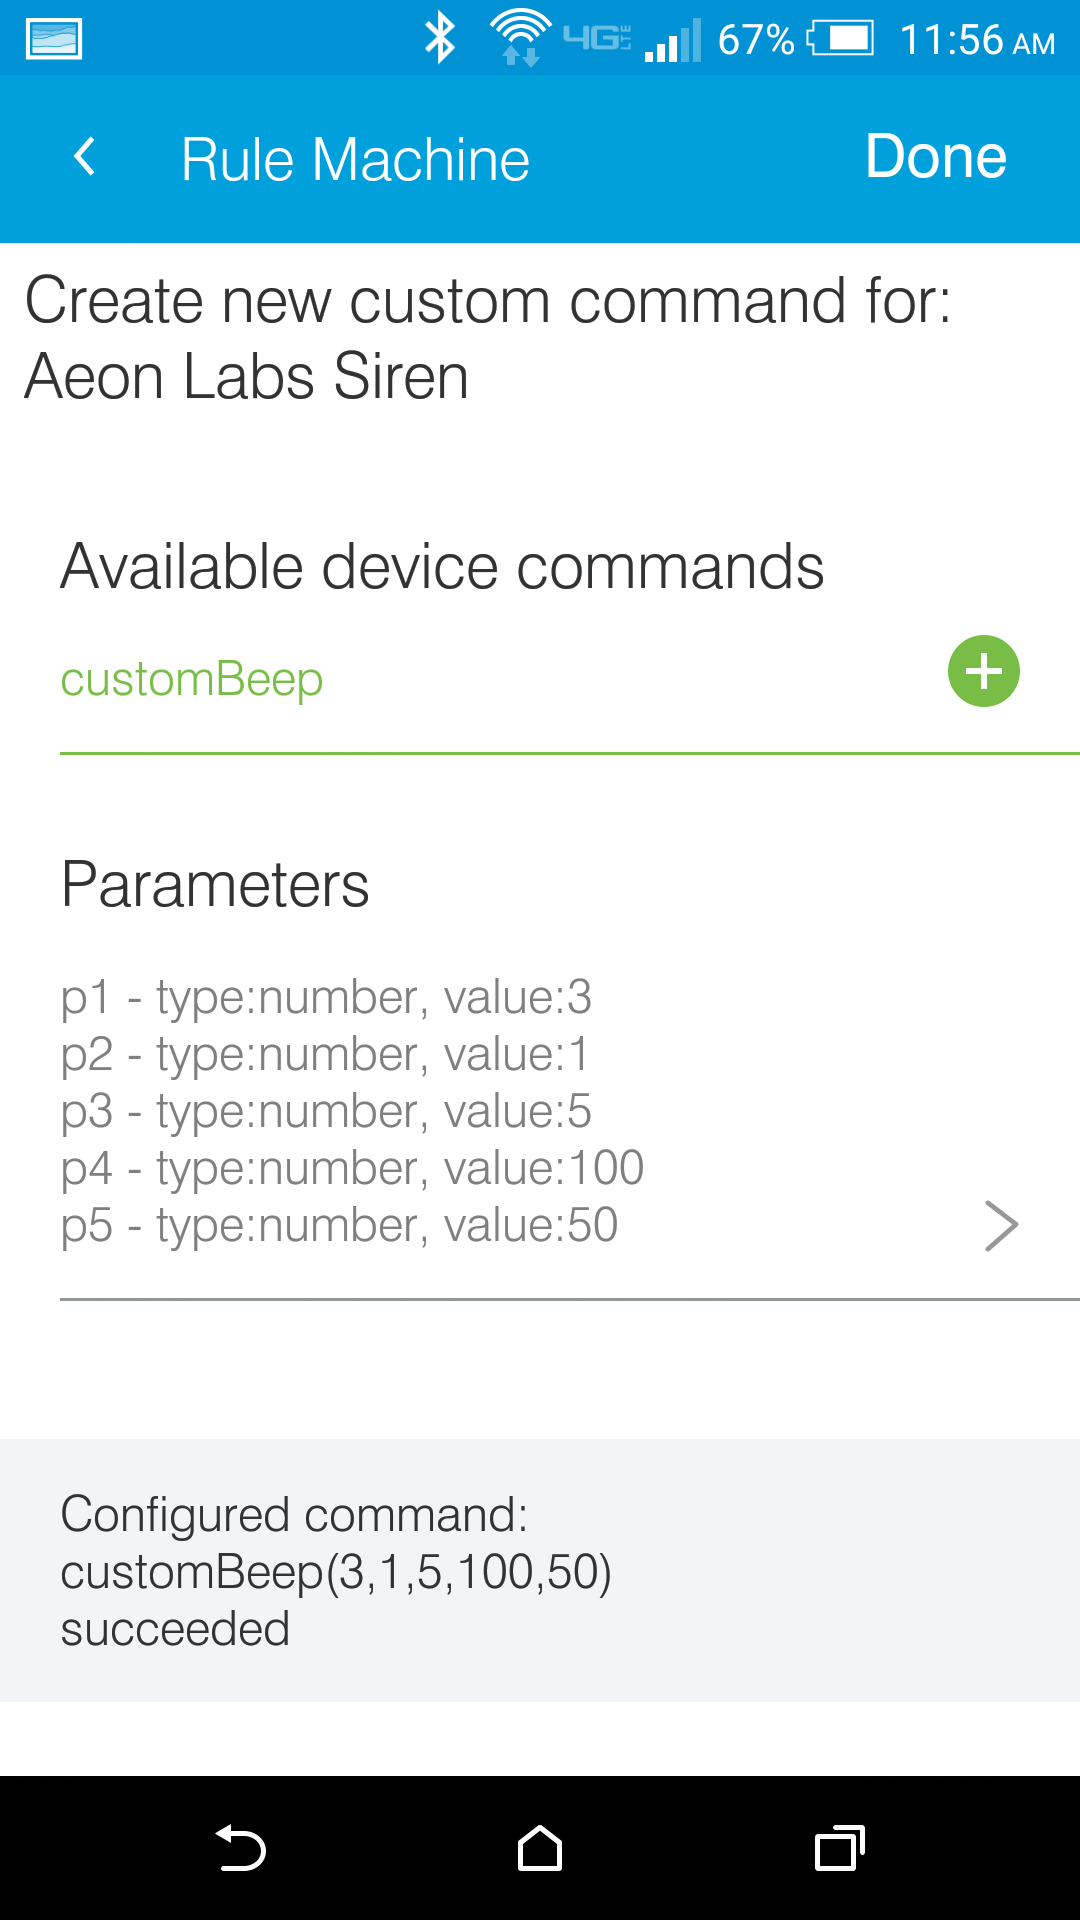 4G LTE 67% 11:56 AM
Rule Machine Done
Create new custom command for:
Aeon Labs Siren
Available device commands
customBeep
Parameters
p1 - type:number, value:3
p2 - type:number, value:1
p3 - type:number, value:5
p4 - type:number, value:100
p5 - type:number, value:50
Configured command:
customBeep(3,1,5,100,50)
succeeded